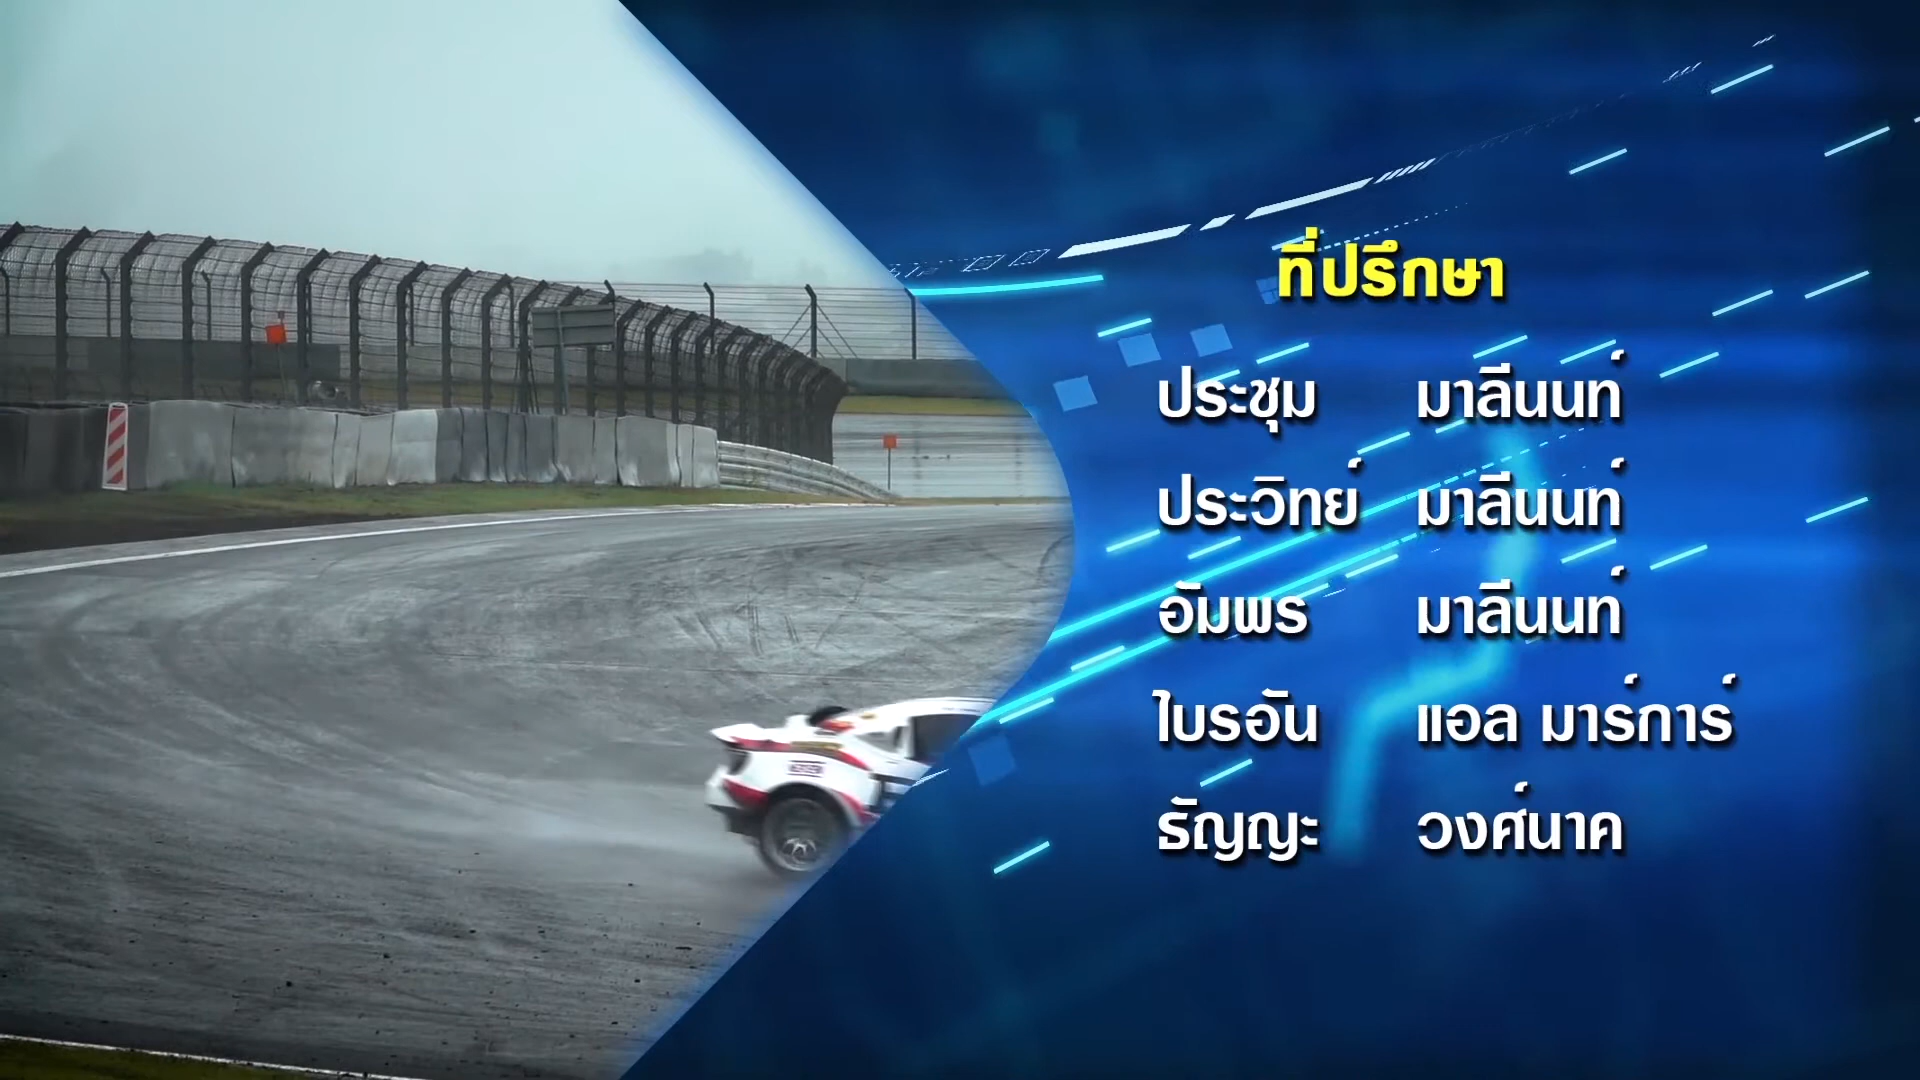 ที่ปรึกษา
ประชุม มาลีนนท์
ประวิทย์ มาลีนนท์
อัมพร มาลีนนท์
ไบรอัน แอล มาร์การ์
ธัญญะ วงศ์นาค